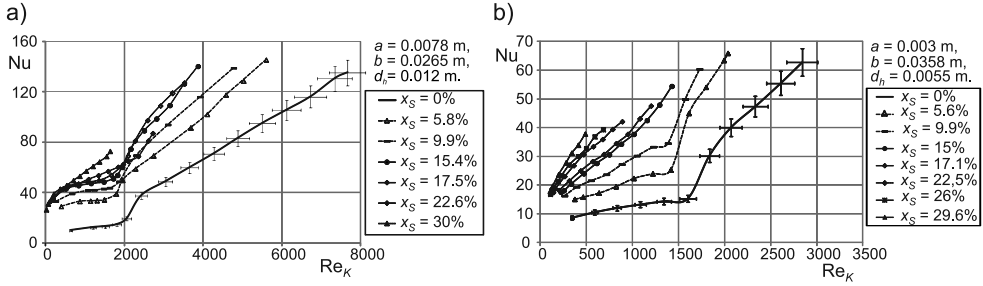 a)
160
Nu
120
80
40
0
0
2000
4000
6000
8000
Re_K
a = 0.0078 m,
b = 0.0265 m,
d_h = 0.012 m.
x_S = 0%
x_S = 5.8%
x_S = 9.9%
x_S = 15.4%
x_S = 17.5%
x_S = 22.6%
x_S = 30%
b)
70
Nu
60
50
40
30
20
10
0
0
500
1000
1500
2000
2500
3000
3500
Re_K
a = 0.003 m,
b = 0.0358 m,
d_h = 0.0055 m.
x_S = 0%
x_S = 5.6%
x_S = 9.9%
x_S = 15%
x_S = 17.1%
x_S = 22,5%
x_S = 26%
x_S = 29.6%